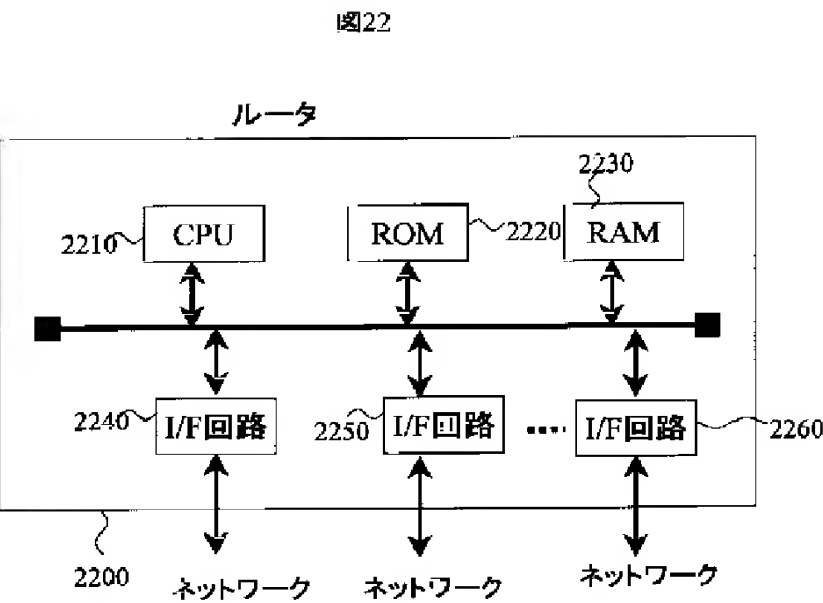 図22
ルータ
2230
2210 CPU ROM 2220 RAM
2240 I/F回路 2250 I/F回路 ···· I/F回路 2260
2200 ネットワーク ネットワーク ネットワーク